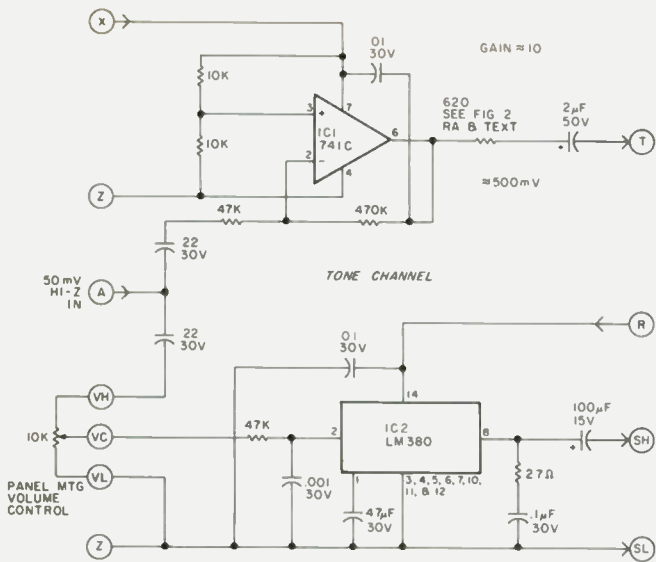 X
01
30V
GAIN ≈ 10
10K
3
+
7
IC1
741C
6
620
SEE FIG 2
RA & TEXT
2µF
50V
+
T
10K
2
–
4
Z
47K
470K
≈500mV
22
30V
TONE CHANNEL
50mV
HI-Z
IN
A
22
30V
01
30V
R
VH
14
10K
VC
47K
2
IC2
LM380
8
100µF
15V
+
SH
VL
PANEL MTG
VOLUME
CONTROL
.001
30V
1
3, 4, 5, 6, 7, 10,
11, & 12
27Ω
47µF
30V
.1µF
30V
Z
SL